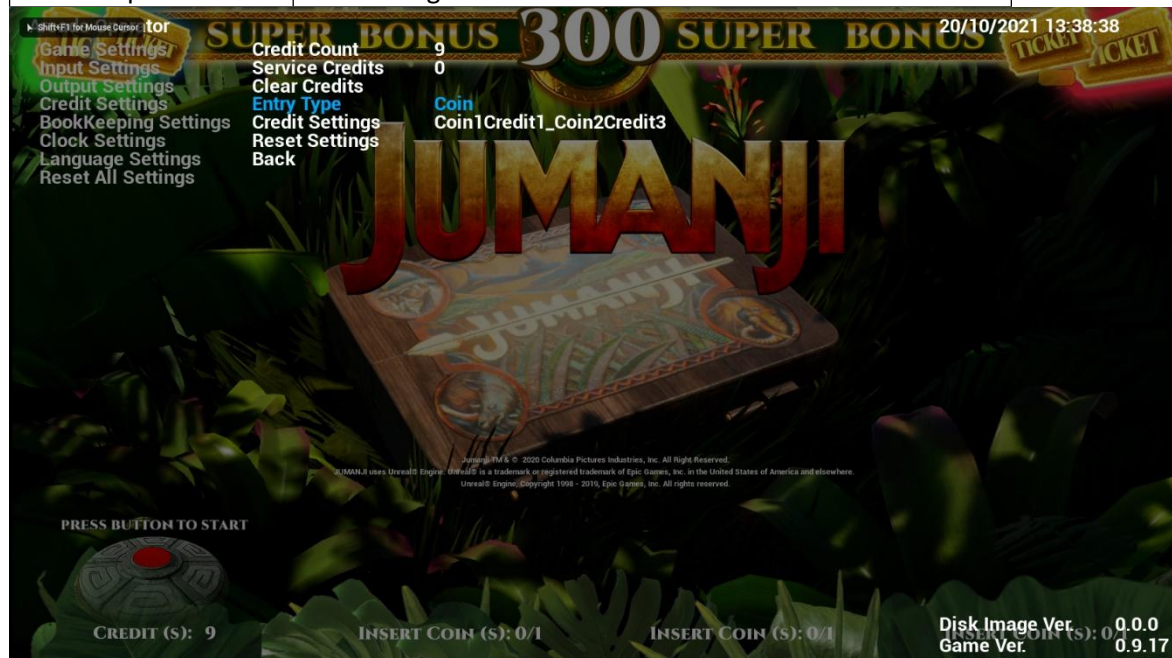 Shift+F1 for Mouse Cursor tor
SUPER BONUS 300 SUPER BONUS
20/10/2021 13:38:38
TICKET
TICKET
Game Settings
Input Settings
Output Settings
Credit Settings
BookKeeping Settings
Clock Settings
Language Settings
Reset All Settings
Credit Count 9
Service Credits 0
Clear Credits
Entry Type Coin
Credit Settings Coin1Credit1_Coin2Credit3
Reset Settings
Back
JUMANJI
JUMANJI
Jumanji TM & © 2020 Columbia Pictures Industries, Inc. All Right Reserved.
JUMANJI uses Unreal® Engine. Unreal® is a trademark or registered trademark of Epic Games, Inc. in the United States of America and elsewhere.
Unreal® Engine, Copyright 1998 - 2019, Epic Games, Inc. All rights reserved.
PRESS BUTTON TO START
CREDIT (S): 9
INSERT COIN (S): 0/1
INSERT COIN (S): 0/1
INSERT COIN (S): 0/
Disk Image Ver. 0.0.0
Game Ver. 0.9.17